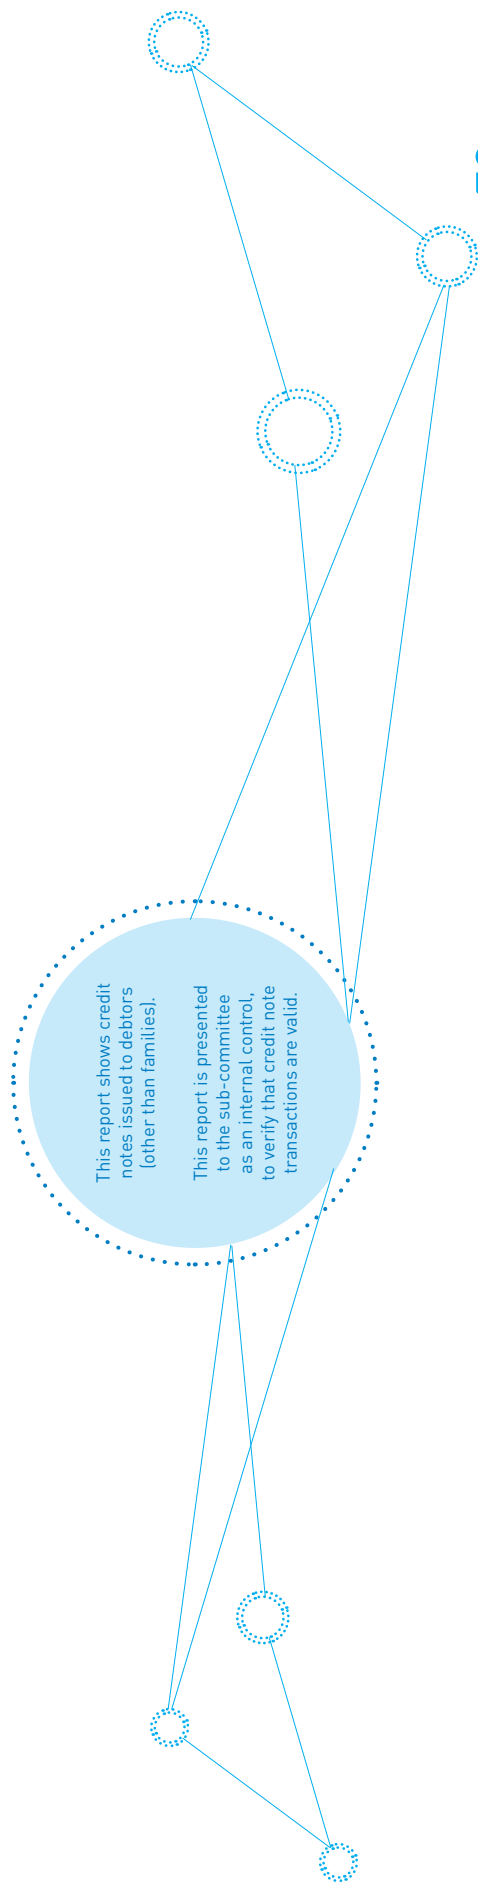 This report shows credit
notes issued to debtors
(other than families).
This report is presented
to the sub-committee
as an internal control,
to verify that credit note
transactions are valid.